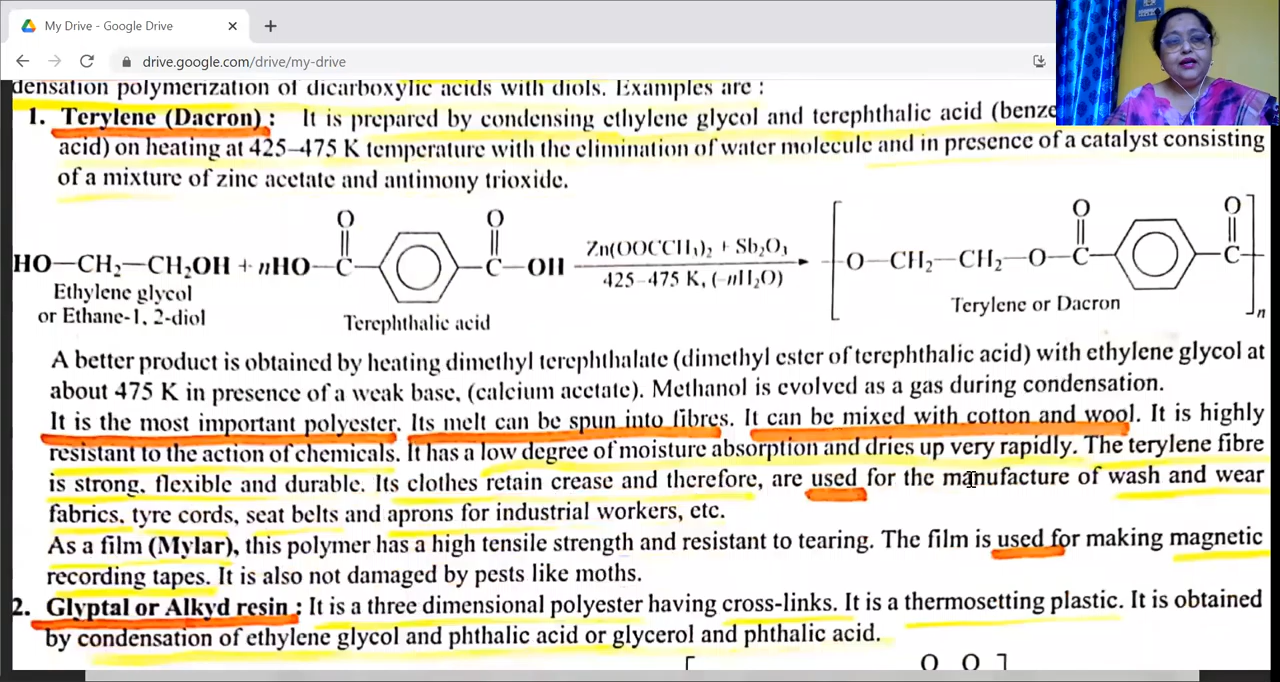 My Drive - Google Drive
drive.google.com/drive/my-drive
densation polymerization of dicarboxylic acids with diols. Examples are :
1. Terylene (Dacron) : It is prepared by condensing ethylene glycol and terephthalic acid (benze
acid) on heating at 425–475 K temperature with the elimination of water molecule and in presence of a catalyst consisting
of a mixture of zinc acetate and antimony trioxide.
O O O O
HO—CH₂—CH₂OH + nHO—C— —C—OH Zn(OOCCH₃)₂ + Sb₂O₃ O—CH₂—CH₂—O—C— —C
425–475 K, (–nH₂O)
n
Ethylene glycol
or Ethane-1, 2-diol
Terephthalic acid
Terylene or Dacron
A better product is obtained by heating dimethyl terephthalate (dimethyl ester of terephthalic acid) with ethylene glycol at
about 475 K in presence of a weak base, (calcium acetate). Methanol is evolved as a gas during condensation.
It is the most important polyester. Its melt can be spun into fibres. It can be mixed with cotton and wool. It is highly
resistant to the action of chemicals. It has a low degree of moisture absorption and dries up very rapidly. The terylene fibre
is strong, flexible and durable. Its clothes retain crease and therefore, are used for the manufacture of wash and wear
fabrics, tyre cords, seat belts and aprons for industrial workers, etc.
As a film (Mylar), this polymer has a high tensile strength and resistant to tearing. The film is used for making magnetic
recording tapes. It is also not damaged by pests like moths.
2. Glyptal or Alkyd resin : It is a three dimensional polyester having cross-links. It is a thermosetting plastic. It is obtained
by condensation of ethylene glycol and phthalic acid or glycerol and phthalic acid.
O O